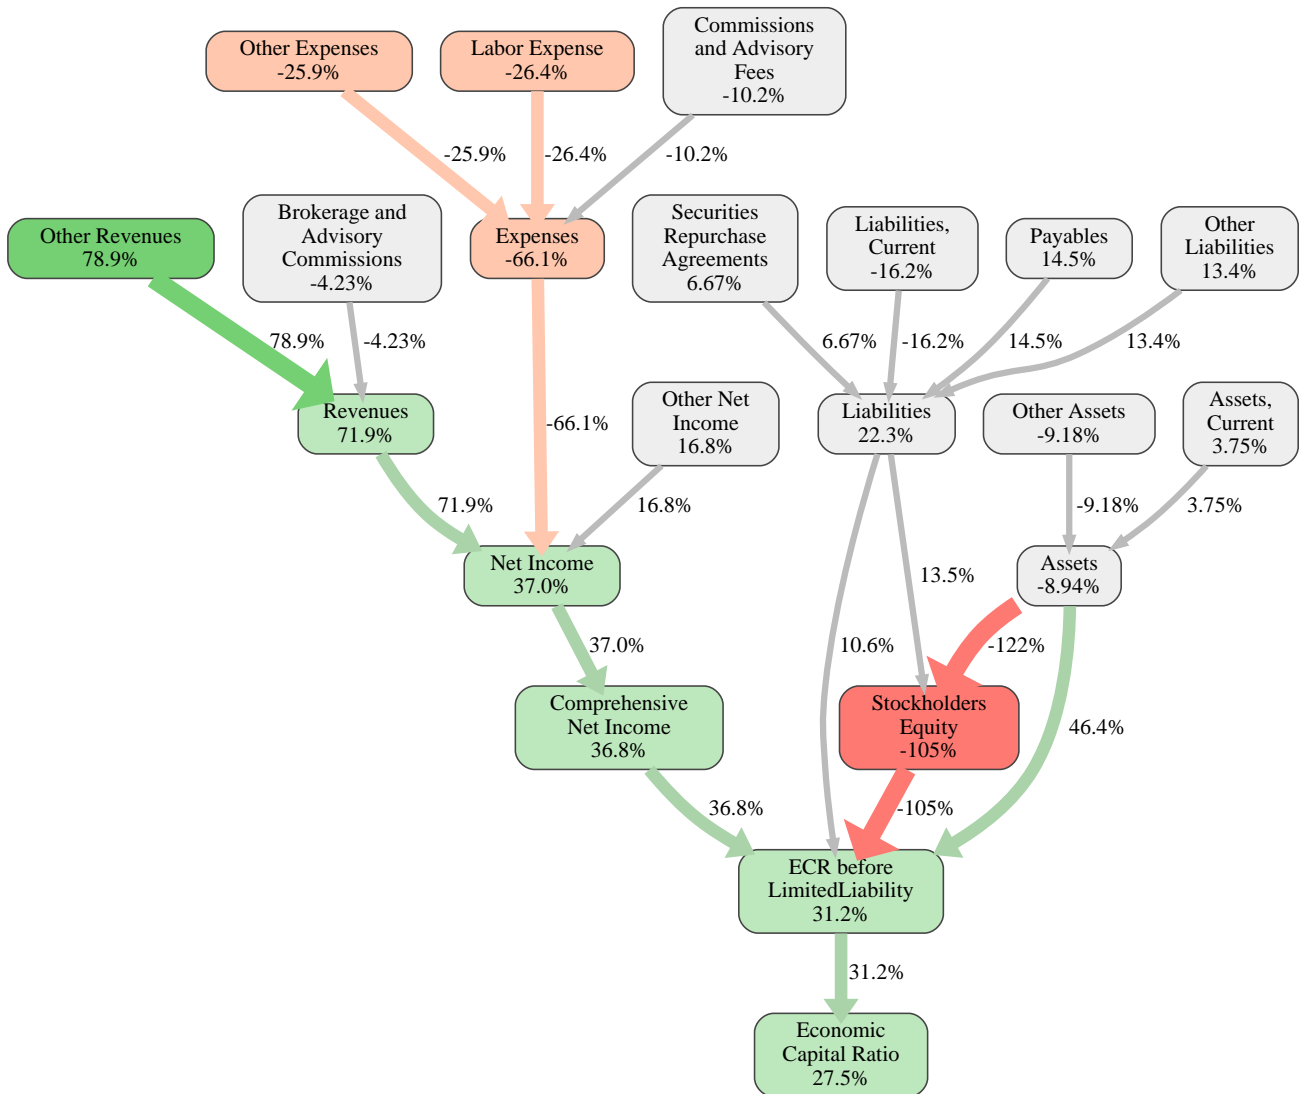 Other Expenses
-25.9%
Labor Expense
-26.4%
Commissions
and Advisory
Fees
-10.2%
-25.9%
-26.4%
-10.2%
Other Revenues
78.9%
Brokerage and
Advisory
Commissions
-4.23%
Expenses
-66.1%
Securities
Repurchase
Agreements
6.67%
Liabilities,
Current
-16.2%
Payables
14.5%
Other
Liabilities
13.4%
78.9%
-4.23%
6.67%
-16.2%
14.5%
13.4%
Revenues
71.9%
-66.1%
Other Net
Income
16.8%
Liabilities
22.3%
Other Assets
-9.18%
Assets,
Current
3.75%
71.9%
16.8%
-9.18%
3.75%
Net Income
37.0%
13.5%
Assets
-8.94%
37.0%
10.6%
-122%
Comprehensive
Net Income
36.8%
Stockholders
Equity
-105%
46.4%
36.8%
-105%
ECR before
LimitedLiability
31.2%
31.2%
Economic
Capital Ratio
27.5%